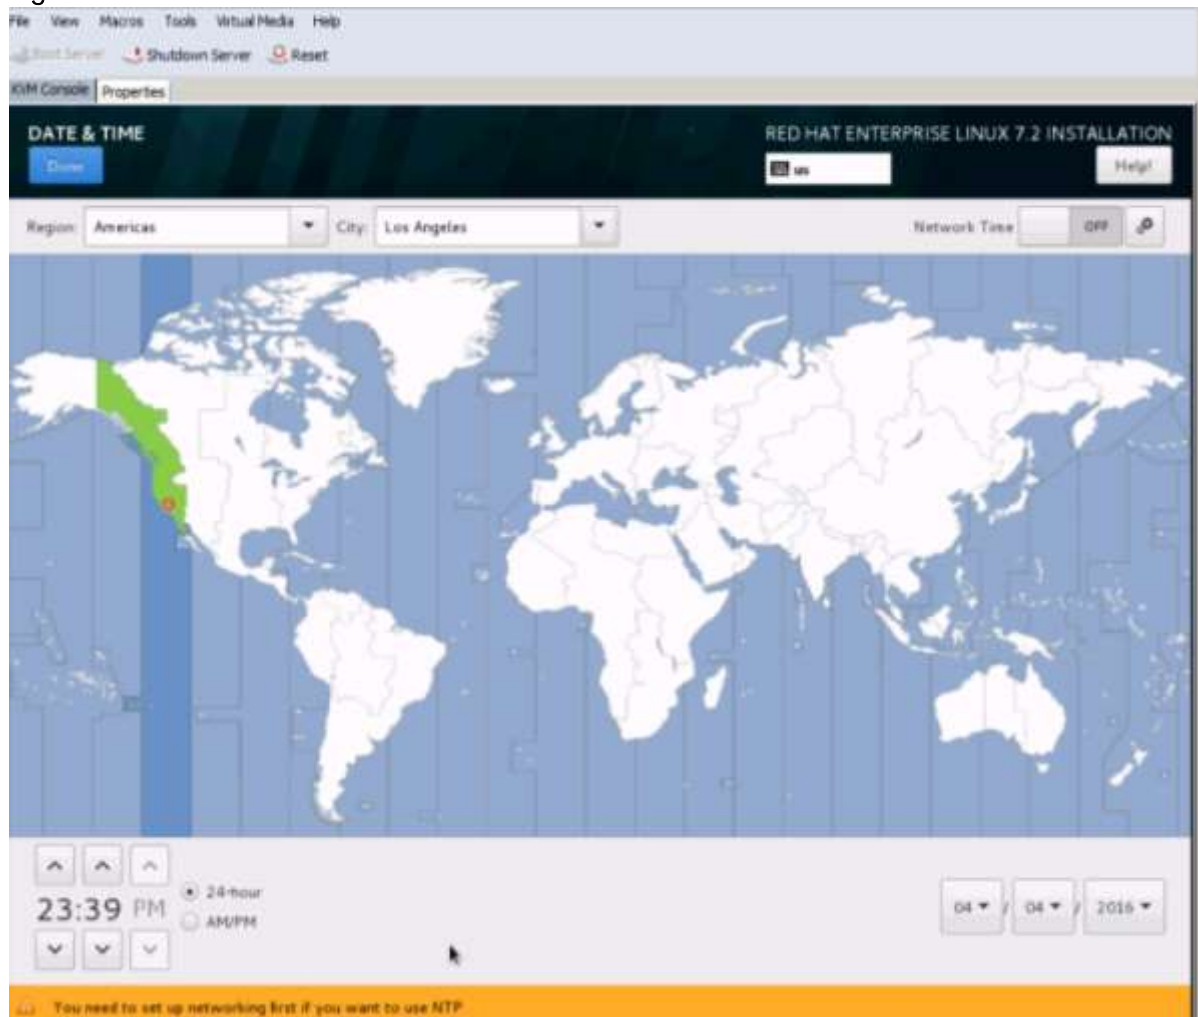 File View Macros Tools Virtual Media Help
Boot Server Shutdown Server Reset
KVM Console Properties
DATE & TIME
RED HAT ENTERPRISE LINUX 7.2 INSTALLATION
Done
us
Help!
Region: Americas City: Los Angeles Network Time OFF
23:39 PM
24-hour
AM/PM
04 / 04 / 2016
You need to set up networking first if you want to use NTP